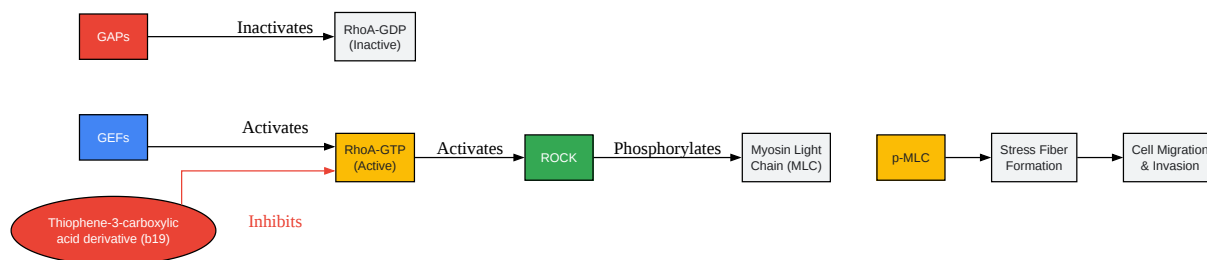 GAPs
Inactivates
RhoA-GDP
(Inactive)
GEFs
Activates
RhoA-GTP
(Active)
Activates
ROCK
Phosphorylates
Myosin Light
Chain (MLC)
p-MLC
Stress Fiber
Formation
Cell Migration
& Invasion
Thiophene-3-carboxylic
acid derivative (b19)
Inhibits